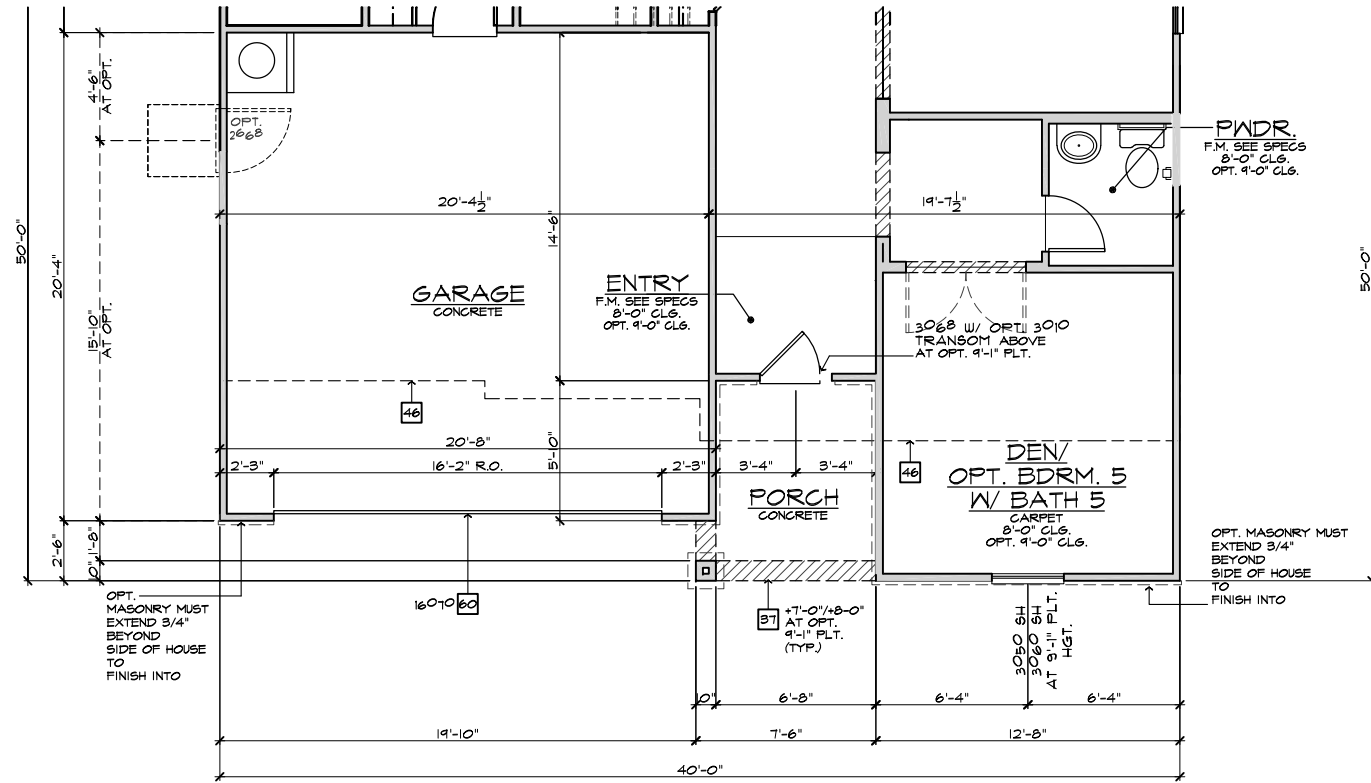 4'-6"
AT OPT.
OPT.
2668
PWDR.
F.M. SEE SPECS
8'-0" CLG.
OPT. 9'-0" CLG.
20'-4½"
19'-7½"
50'-0"
20'-4"
14'-6"
50'-0"
GARAGE
CONCRETE
ENTRY
F.M. SEE SPECS
8'-0" CLG.
OPT. 9'-0" CLG.
15'-10"
AT OPT.
3068 W/ OPT. 3010
TRANSOM ABOVE
AT OPT. 9'-1" PLT.
46
20'-8"
2'-3"
16'-2" R.O.
5'-10"
2'-3"
3'-4"
3'-4"
46
DEN/
OPT. BDRM. 5
W/ BATH 5
CARPET
8'-0" CLG.
OPT. 9'-0" CLG.
PORCH
CONCRETE
2'-6"
1'-8"
10"
OPT.
MASONRY MUST
EXTEND 3/4"
BEYOND
SIDE OF HOUSE
TO
FINISH INTO
16070
60
37
+7'-0"/+8-0"
AT OPT.
9'-1" PLT.
(TYP.)
3050 SH
3060 SH
AT 9'-1" PLT.
HGT.
OPT. MASONRY MUST
EXTEND 3/4"
BEYOND
SIDE OF HOUSE
TO
FINISH INTO
10"
6'-8"
6'-4"
6'-4"
19'-10"
7'-6"
12'-8"
40'-0"